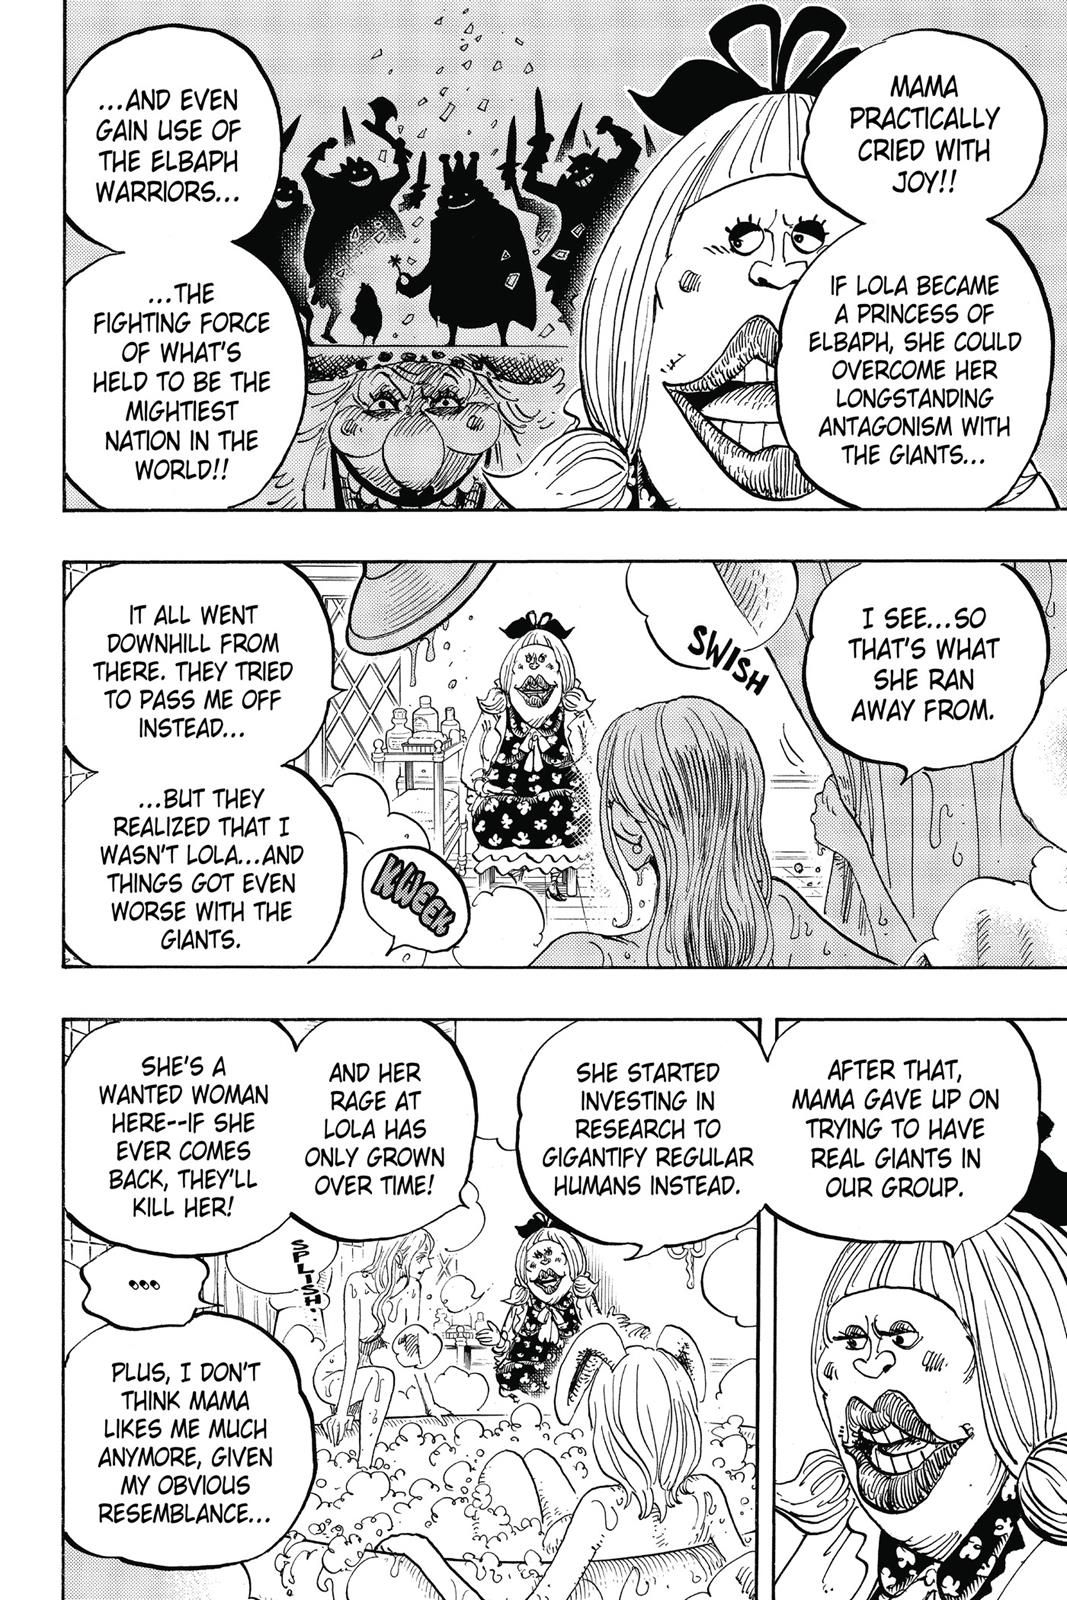 MAMA
PRACTICALLY
CRIED WITH
JOY!!
IF LOLA BECAME
A PRINCESS OF
ELBAPH, SHE COULD
OVERCOME HER
LONGSTANDING
ANTAGONISM WITH
THE GIANTS...
...AND EVEN
GAIN USE OF
THE ELBAPH
WARRIORS...
...THE
FIGHTING FORCE
OF WHAT'S
HELD TO BE THE
MIGHTIEST
NATION IN THE
WORLD!!
I SEE...SO
THAT'S WHAT
SHE RAN
AWAY FROM.
SWISH
IT ALL WENT
DOWNHILL FROM
THERE. THEY TRIED
TO PASS ME OFF
INSTEAD...
...BUT THEY
REALIZED THAT I
WASN'T LOLA...AND
THINGS GOT EVEN
WORSE WITH THE
GIANTS.
KWEEK
AFTER THAT,
MAMA GAVE UP ON
TRYING TO HAVE
REAL GIANTS IN
OUR GROUP.
SHE STARTED
INVESTING IN
RESEARCH TO
GIGANTIFY REGULAR
HUMANS INSTEAD.
AND HER
RAGE AT
LOLA HAS
ONLY GROWN
OVER TIME!
SHE'S A
WANTED WOMAN
HERE--IF SHE
EVER COMES
BACK, THEY'LL
KILL HER!
SPLISH..
...
PLUS, I DON'T
THINK MAMA
LIKES ME MUCH
ANYMORE, GIVEN
MY OBVIOUS
RESEMBLANCE...